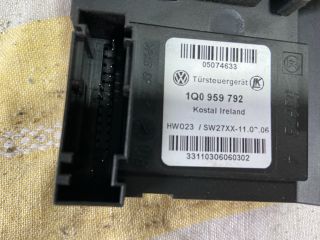 05074633
Türsteuergerät
1Q0 959 792
Kostal Ireland
HW023 / SW27XX-11.0 .06
33110306060302